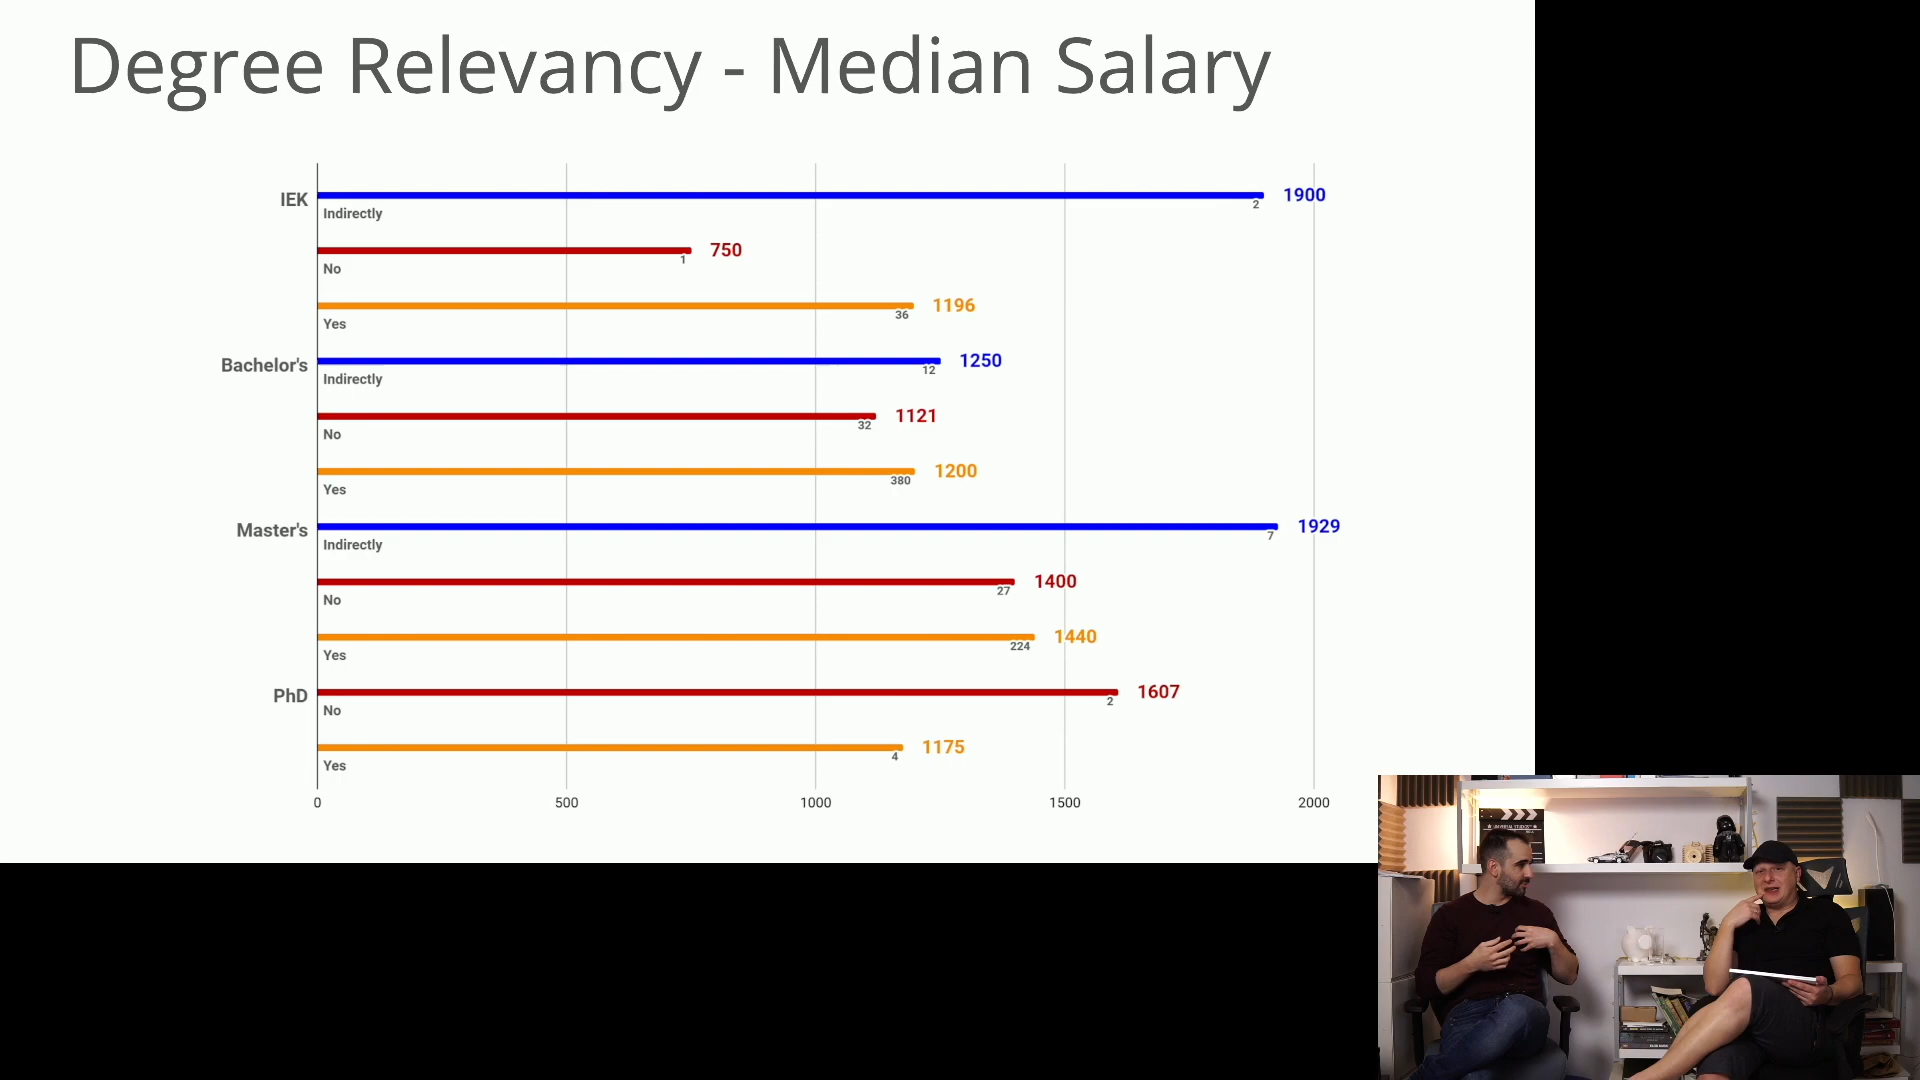 Degree Relevancy - Median Salary
IEK
1900
2
Indirectly
750
1
No
1196
36
Yes
Bachelor's
1250
12
Indirectly
1121
32
No
1200
380
Yes
Master's
1929
7
Indirectly
1400
27
No
1440
224
Yes
PhD
1607
2
No
1175
4
Yes
0 500 1000 1500 2000
UNIVERSAL STUDIOS